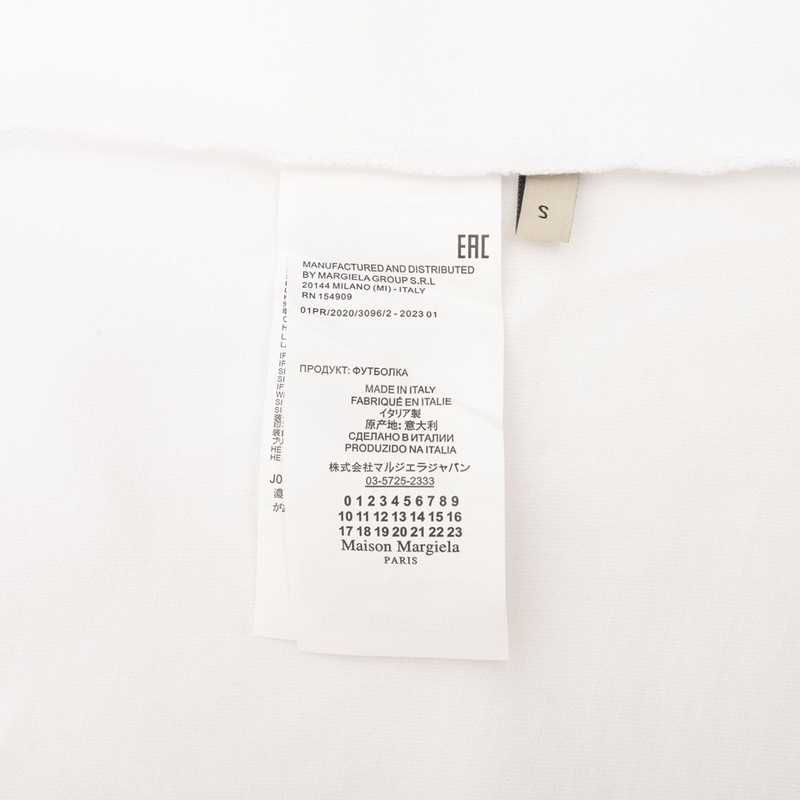 S
EAC
MANUFACTURED AND DISTRIBUTED
BY MARGIELA GROUP S.R.L
20144 MILANO (MI) - ITALY
RN 154909
01PR/2020/3096/2 - 2023 01
ПРОДУКТ: ФУТБОЛКА
MADE IN ITALY
FABRIQUÉ EN ITALIE
イタリア製
原产地: 意大利
СДЕЛАНО В ИТАЛИИ
PRODUZIDO NA ITALIA
株式会社マルジェラジャパン
03-5725-2333
0 1 2 3 4 5 6 7 8 9
10 11 12 13 14 15 16
17 18 19 20 21 22 23
Maison Margiela
PARIS